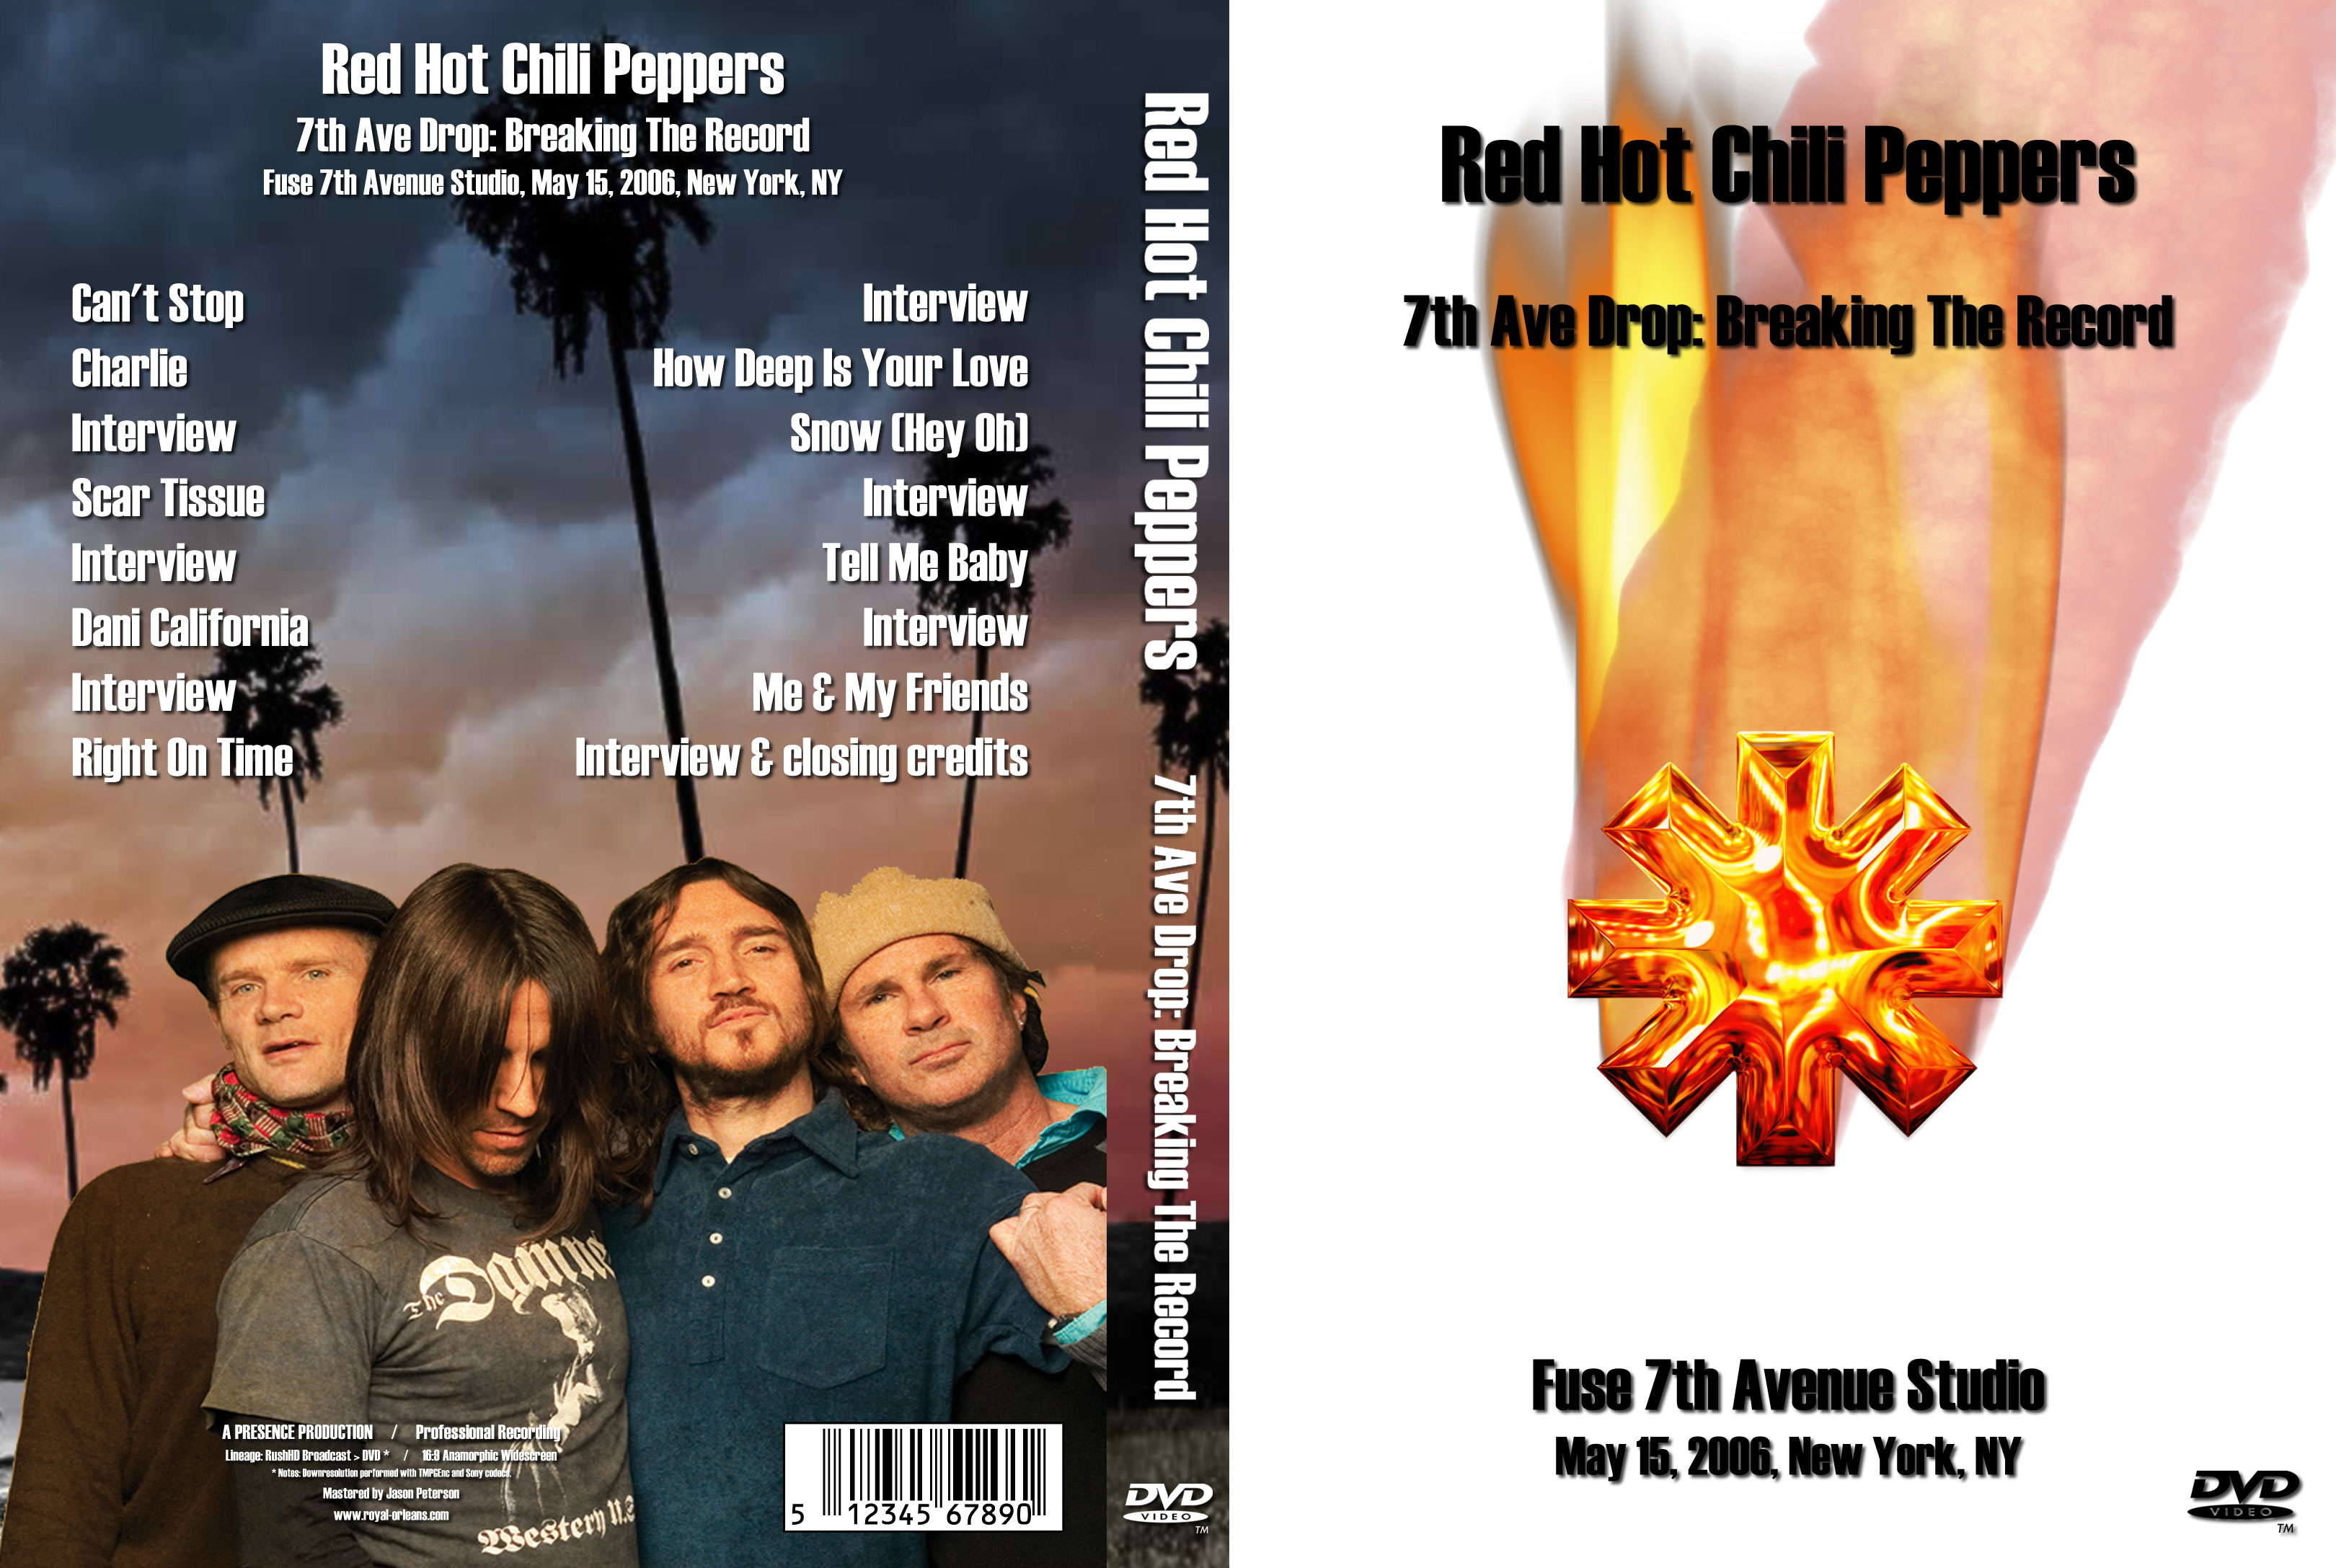 Red Hot Chili Peppers
7th Ave Drop: Breaking The Record
Fuse 7th Avenue Studio, May 15, 2006, New York, NY
Can't Stop
Charlie
Interview
Scar Tissue
Interview
Dani California
Interview
Right On Time
Interview
How Deep Is Your Love
Snow (Hey Oh)
Interview
Tell Me Baby
Interview
Me & My Friends
Interview & closing credits
The Damne
Western U.S
A PRESENCE PRODUCTION / Professional Recording
Lineage: RushHD Broadcast > DVD * / 16:9 Anamorphic Widescreen
* Notes: Downresolution performed with TMPGEnc and Sony codecs.
Mastered by Jason Peterson
www.royal-orleans.com
5 12345 67890
Red Hot Chili Peppers 7th Ave Drop: Breaking The Record
DVD
VIDEO
TM
Red Hot Chili Peppers
7th Ave Drop: Breaking The Record
Fuse 7th Avenue Studio
May 15, 2006, New York, NY
DVD
VIDEO
TM